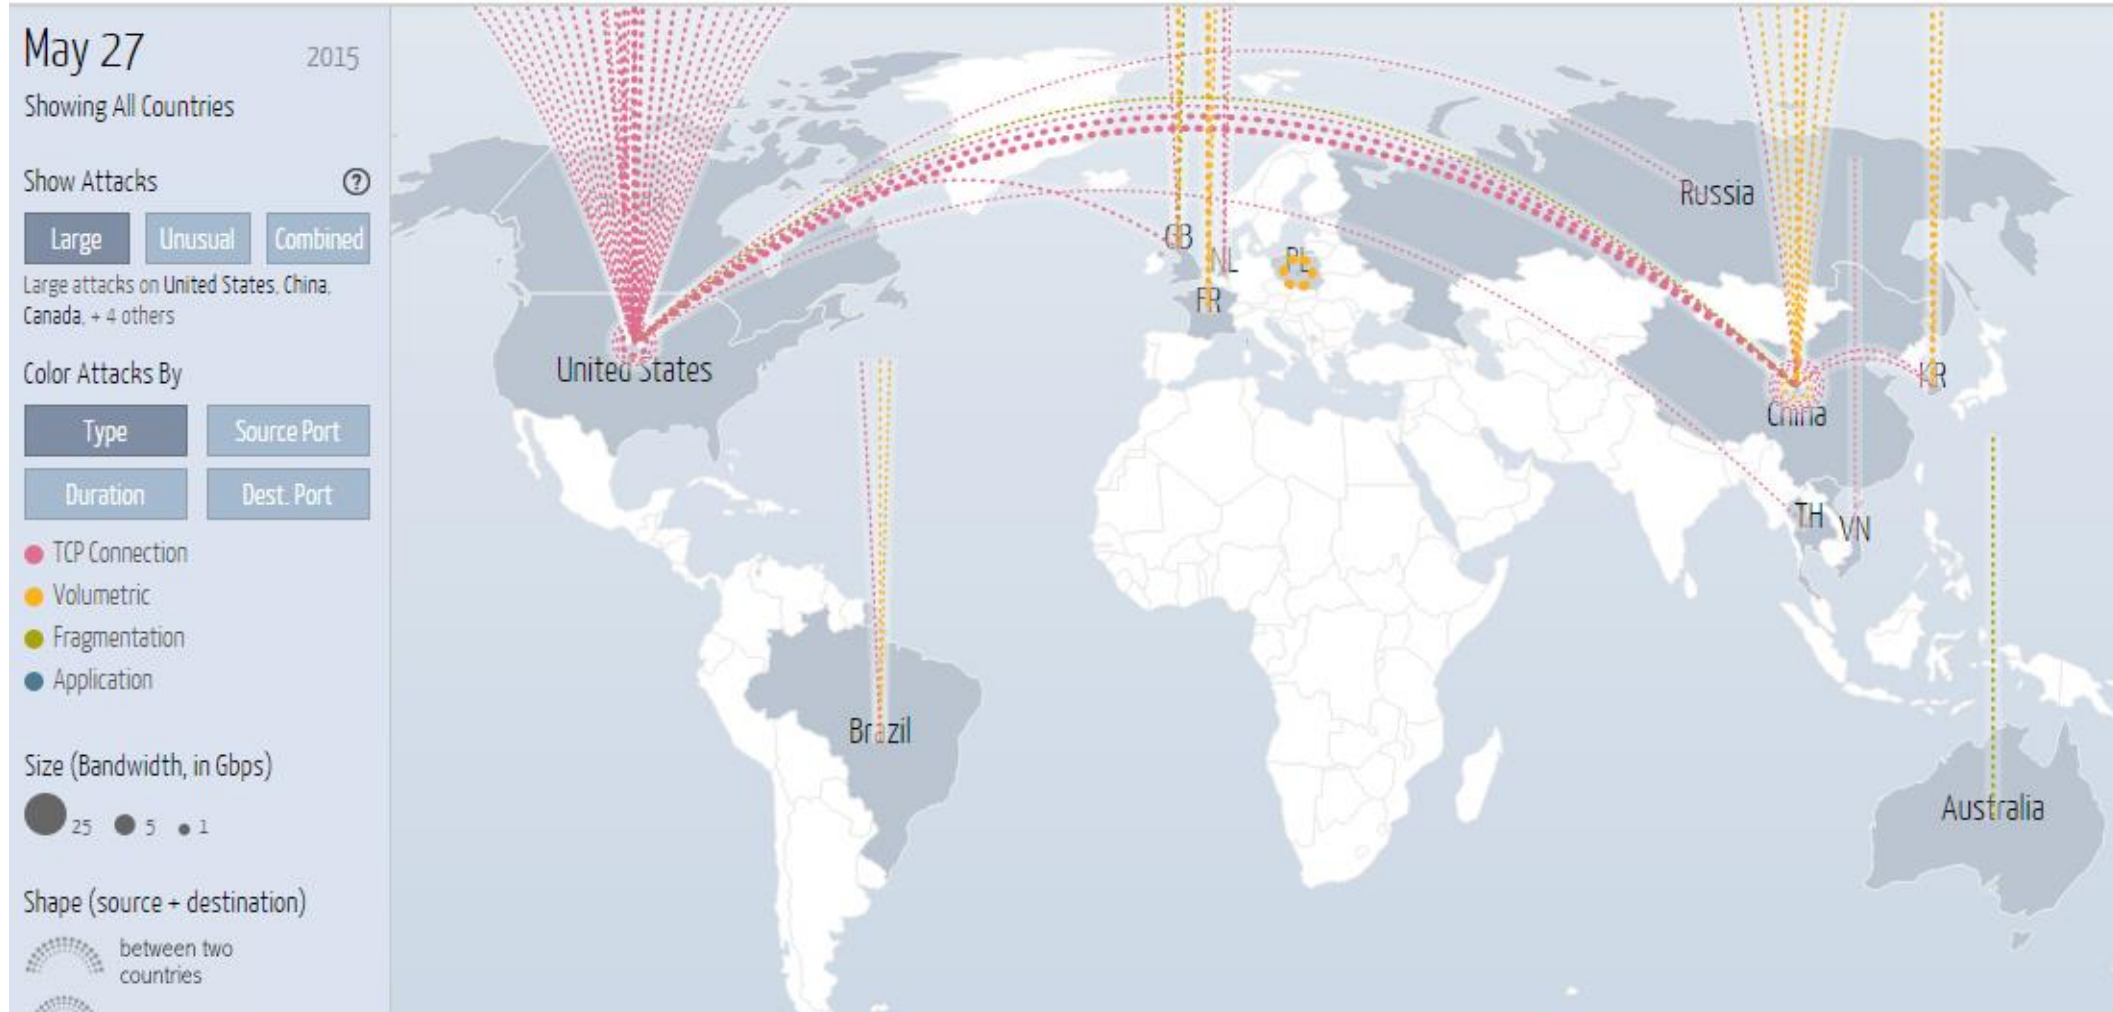 May 27 2015
Showing All Countries
Show Attacks ?
Large Unusual Combined
Large attacks on United States, China,
Canada, + 4 others
Color Attacks By
Type Source Port
Duration Dest. Port
TCP Connection
Volumetric
Fragmentation
Application
Size (Bandwidth, in Gbps)
25 5 1
Shape (source + destination)
between two
countries
Russia
GB
NL
PL
FR
United States
KR
China
TH
VN
Brazil
Australia